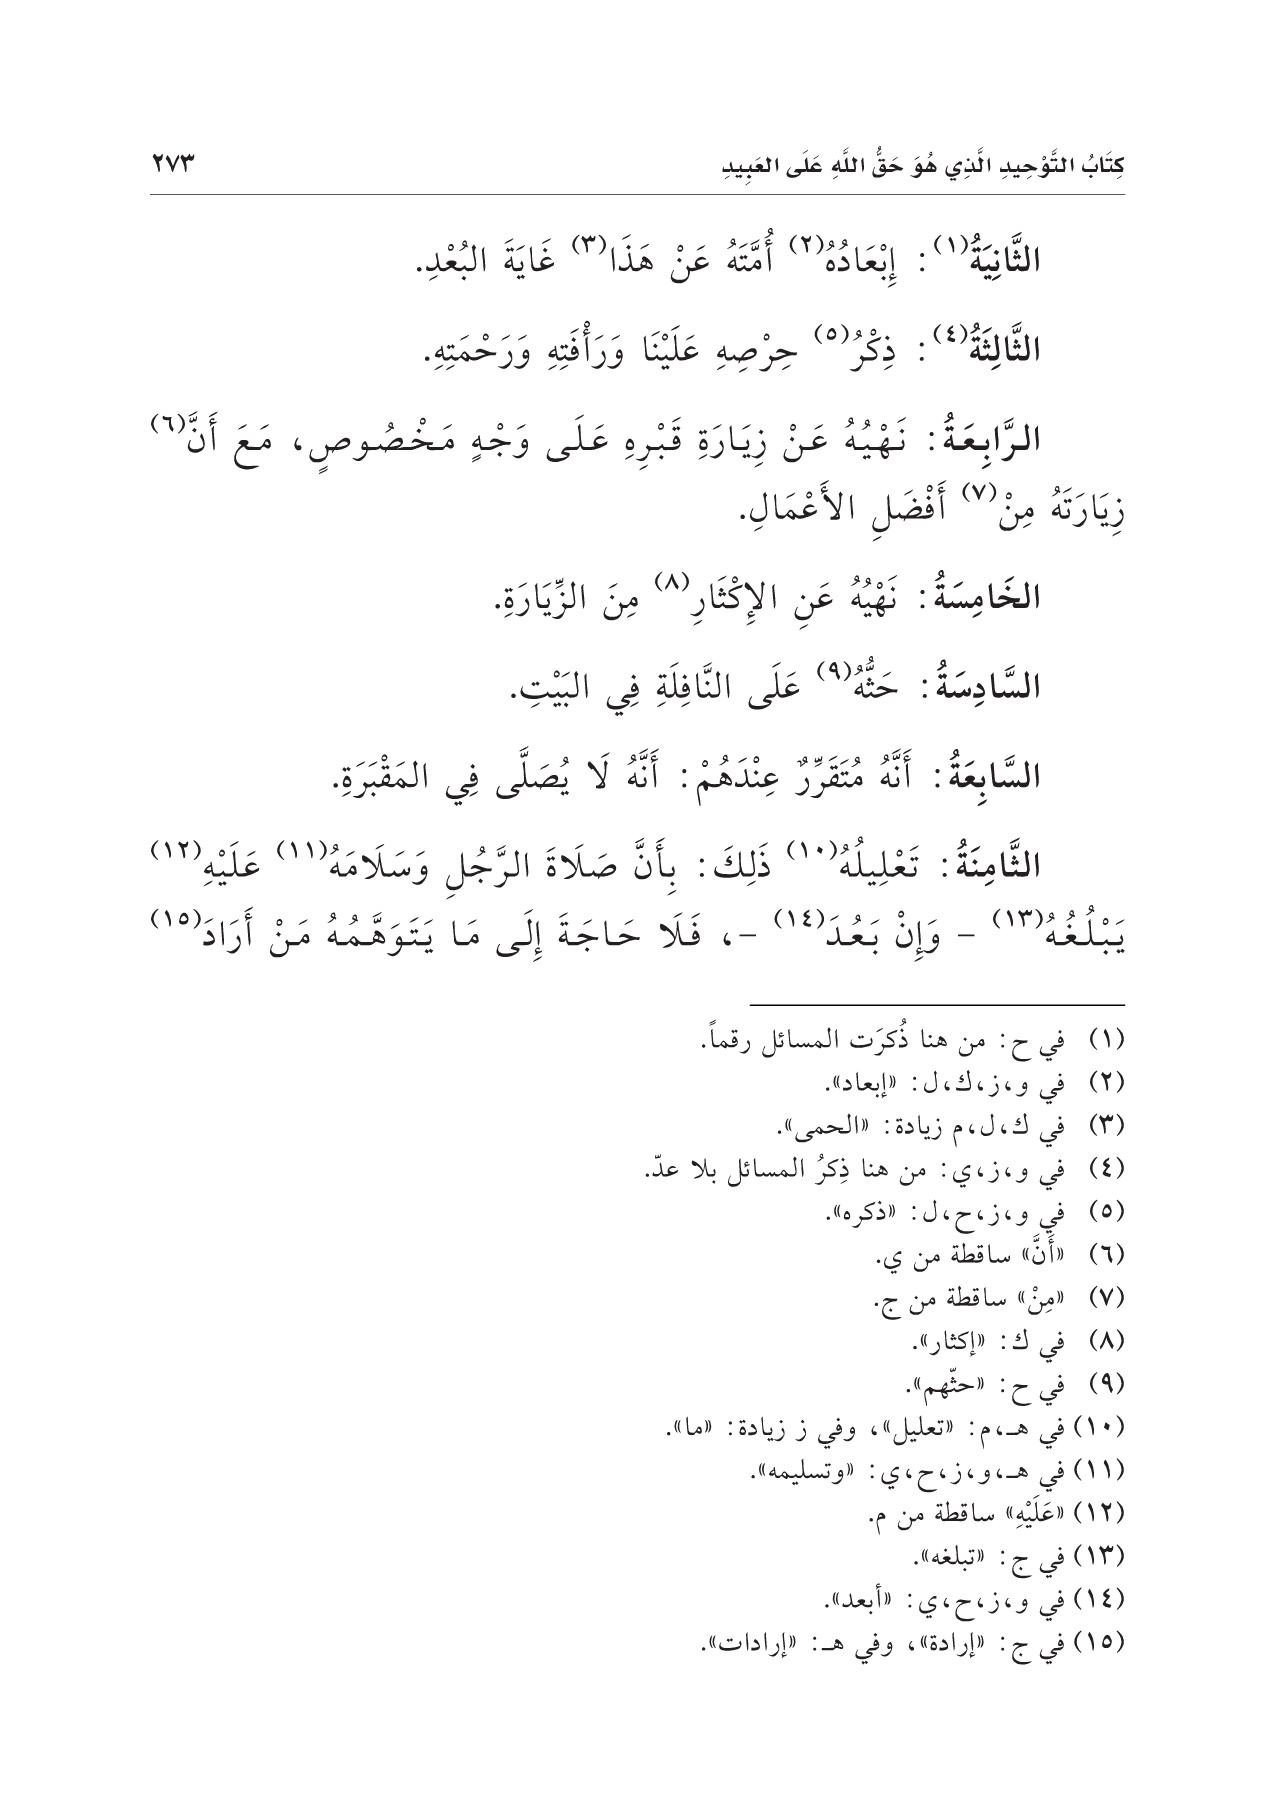 كِتَابُ التَّوْحِيدِ الَّذِي هُوَ حَقُّ اللَّهِ عَلَى العَبِيدِ ٢٧٣
الثَّانِيَةُ(١): إِبْعَادُهُ(٢) أُمَّتَهُ عَنْ هَذَا(٣) غَايَةَ البُعْدِ.
الثَّالِثَةُ(٤): ذِكْرُ(٥) حِرْصِهِ عَلَيْنَا وَرَأْفَتِهِ وَرَحْمَتِهِ.
الرَّابِعَةُ: نَهْيُهُ عَنْ زِيَارَةِ قَبْرِهِ عَلَى وَجْهٍ مَخْصُوصٍ، مَعَ أَنَّ(٦)
زِيَارَتَهُ مِنْ(٧) أَفْضَلِ الأَعْمَالِ.
الخَامِسَةُ: نَهْيُهُ عَنِ الإِكْثَارِ(٨) مِنَ الزِّيَارَةِ.
السَّادِسَةُ: حَثُّهُ(٩) عَلَى النَّافِلَةِ فِي البَيْتِ.
السَّابِعَةُ: أَنَّهُ مُتَقَرِّرٌ عِنْدَهُمْ: أَنَّهُ لَا يُصَلَّى فِي المَقْبَرَةِ.
الثَّامِنَةُ: تَعْلِيلُهُ(١٠) ذَلِكَ: بِأَنَّ صَلَاةَ الرَّجُلِ وَسَلَامَهُ(١١) عَلَيْهِ(١٢)
يَبْلُغُهُ(١٣) - وَإِنْ بَعُدَ(١٤) -، فَلَا حَاجَةَ إِلَى مَا يَتَوَهَّمُهُ مَنْ أَرَادَ(١٥)
(١) في ح: من هنا ذُكرَت المسائل رقماً.
(٢) في و،ز،ك،ل: «إبعاد».
(٣) في ك،ل،م زيادة: «الحمى».
(٤) في و،ز،ي: من هنا ذِكرُ المسائل بلا عدّ.
(٥) في و،ز،ح،ل: «ذكره».
(٦) «أَنَّ» ساقطة من ي.
(٧) «مِنْ» ساقطة من ج.
(٨) في ك: «إكثار».
(٩) في ح: «حثّهم».
(١٠) في هـ،م: «تعليل»، وفي ز زيادة: «ما».
(١١) في هـ،و،ز،ح،ي: «وتسليمه».
(١٢) «عَلَيْهِ» ساقطة من م.
(١٣) في ج: «تبلغه».
(١٤) في و،ز،ح،ي: «أبعد».
(١٥) في ج: «إرادة»، وفي هـ: «إرادات».